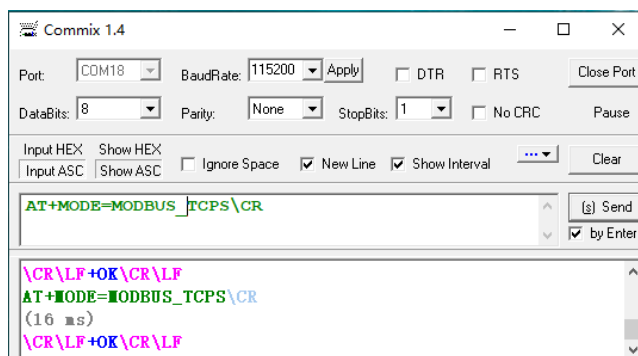 Commix 1.4
Port: COM18 BaudRate: 115200 Apply DTR RTS Close Port
DataBits: 8 Parity: None StopBits: 1 No CRC Pause
Input HEX Show HEX
Input ASC Show ASC Ignore Space New Line Show Interval ... Clear
AT+MODE=MODBUS_TCPS\CR (s) Send
by Enter
\CR\LF+OK\CR\LF
AT+MODE=MODBUS_TCPS\CR
(16 ms)
\CR\LF+OK\CR\LF